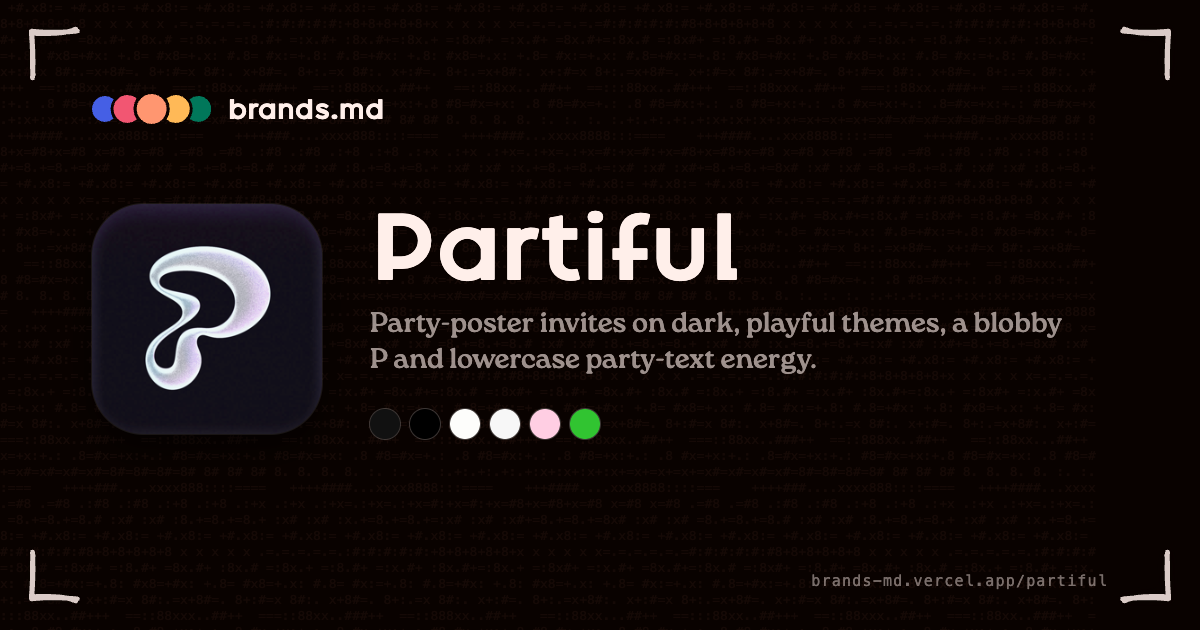 brands.md
Partiful
Party-poster invites on dark, playful themes, a blobby
P and lowercase party-text energy.
brands-md.vercel.app/partiful